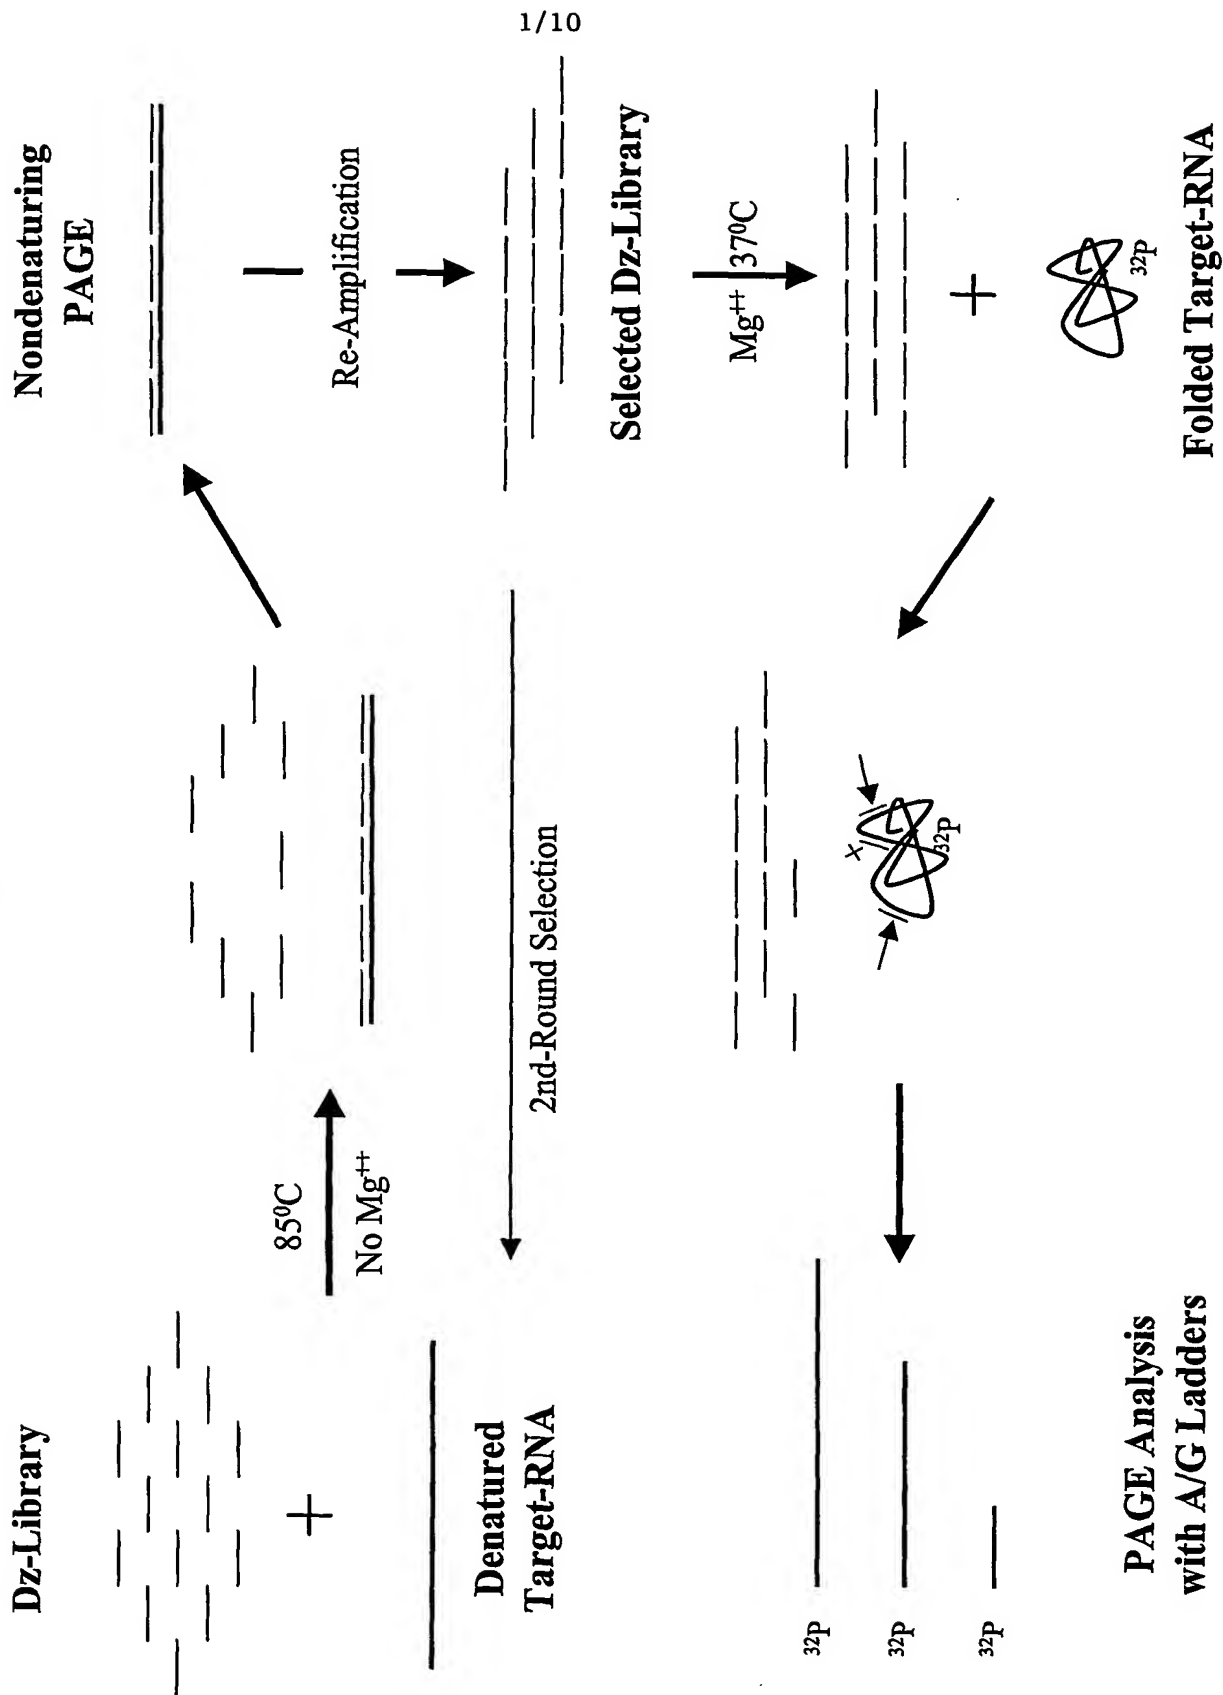 1/10
Dz-Library
+
Denatured
Target-RNA
85⁰C
No Mg⁺⁺
Nondenaturing
PAGE
Re-Amplification
Selected Dz-Library
2nd-Round Selection
Mg⁺⁺ 37⁰C
+
³²P
Folded Target-RNA
x
³²P
³²P
³²P
³²P
PAGE Analysis
with A/G Ladders